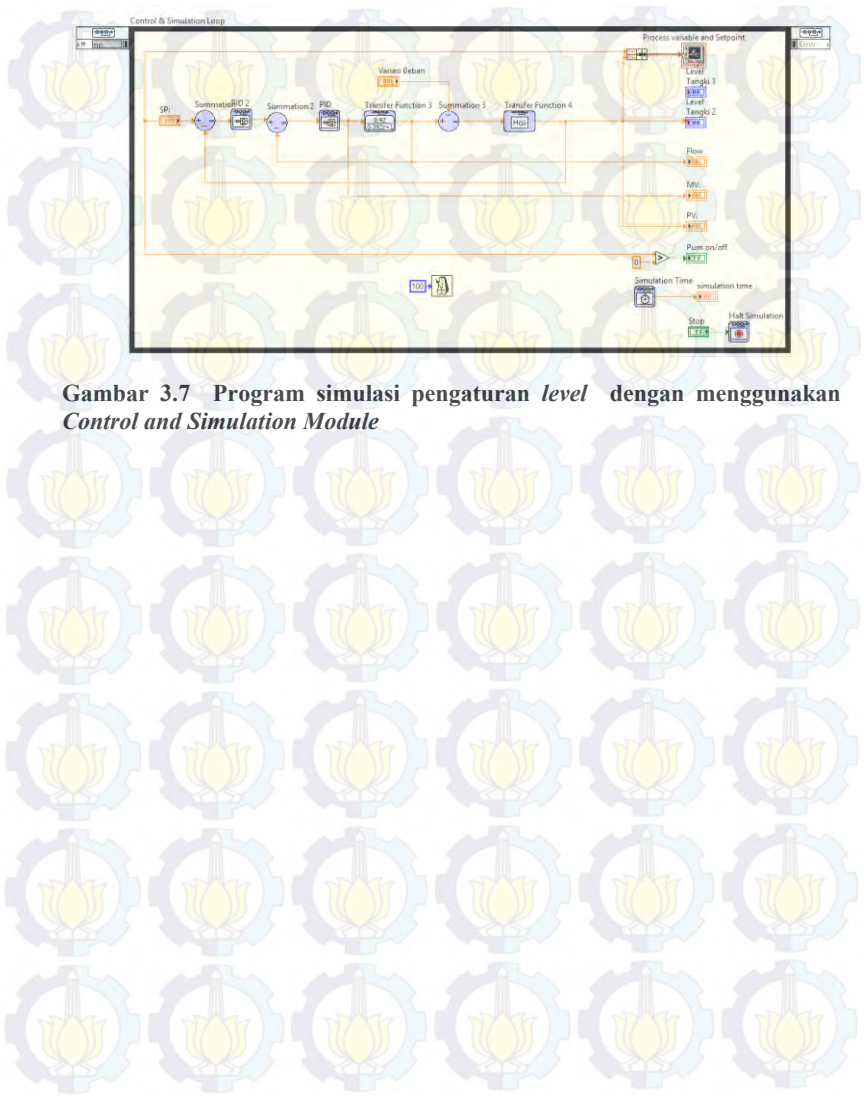 Control & Simulation Loop
Error
Process variable and Setpoint
Variasi Beban
Level
Tangki 1
Level
Tangki 2
SP
Summation
PID 2
Summation 2
PID
Transfer Function 3
Summation 3
Transfer Function 4
0.92
H(s)
Flow
MV
PV
Pum on/off
0
>
100
Simulation Time
simulation time
Stop
Halt Simulation
Gambar 3.7 Program simulasi pengaturan level dengan menggunakan
Control and Simulation Module